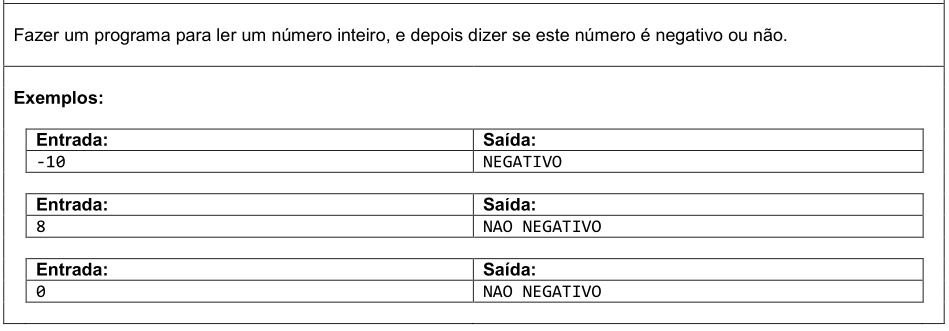 Fazer um programa para ler um número inteiro, e depois dizer se este número é negativo ou não.
Exemplos:
Entrada: Saída:
-10 NEGATIVO
Entrada: Saída:
8 NAO NEGATIVO
Entrada: Saída:
0 NAO NEGATIVO